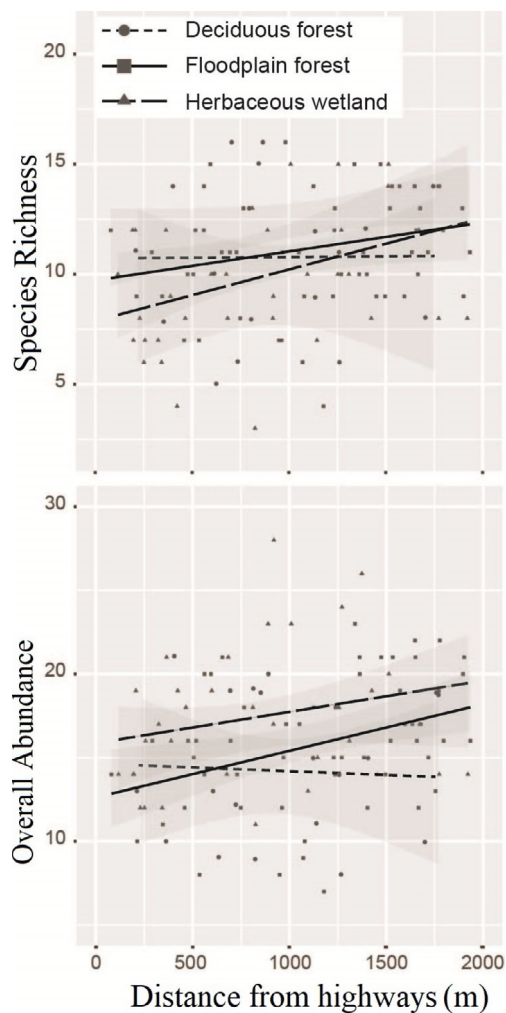 Deciduous forest
Floodplain forest
Herbaceous wetland
20
15
10
5
Species Richness
30
20
10
Overall Abundance
0 500 1000 1500 2000
Distance from highways (m)